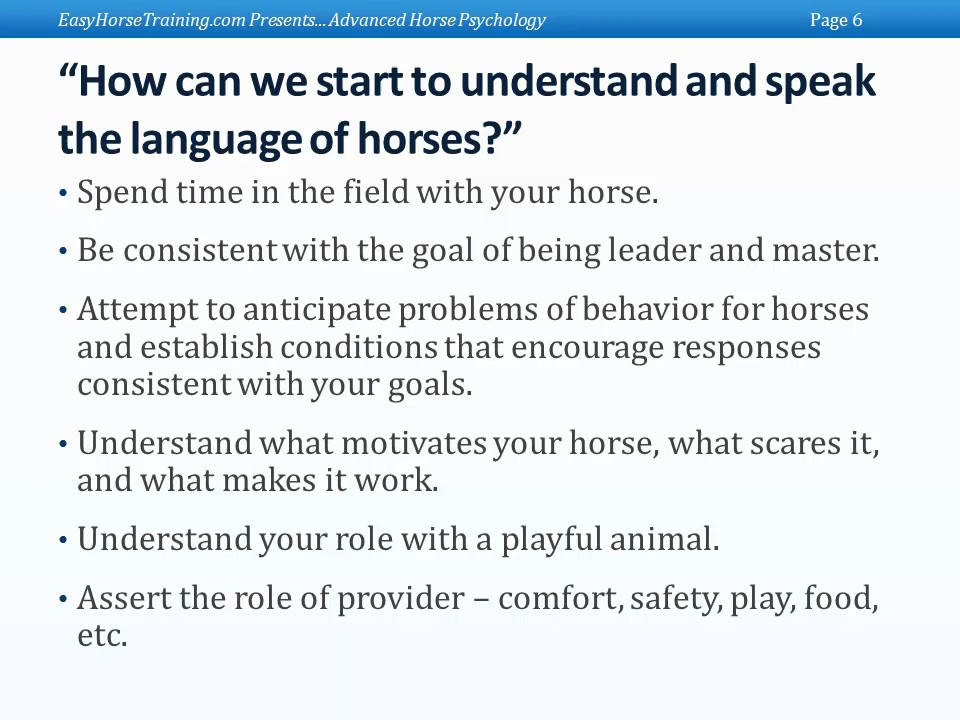 EasyHorseTraining.com Presents... Advanced Horse Psychology Page 6
“How can we start to understand and speak
the language of horses?”
• Spend time in the field with your horse.
• Be consistent with the goal of being leader and master.
• Attempt to anticipate problems of behavior for horses
and establish conditions that encourage responses
consistent with your goals.
• Understand what motivates your horse, what scares it,
and what makes it work.
• Understand your role with a playful animal.
• Assert the role of provider – comfort, safety, play, food,
etc.